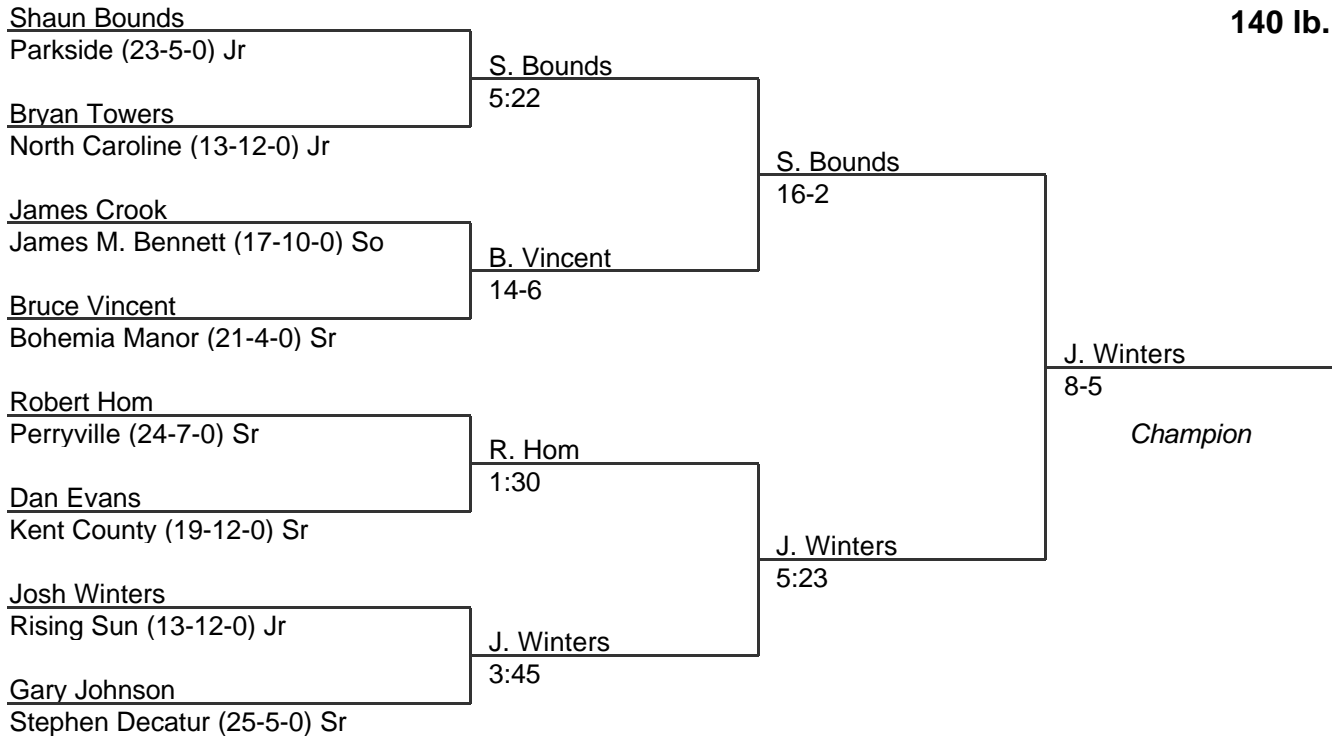 140 lb.
Shaun Bounds
Parkside (23-5-0) Jr
S. Bounds
5:22
Bryan Towers
North Caroline (13-12-0) Jr
S. Bounds
16-2
James Crook
James M. Bennett (17-10-0) So
B. Vincent
14-6
Bruce Vincent
Bohemia Manor (21-4-0) Sr
J. Winters
8-5
Champion
Robert Hom
Perryville (24-7-0) Sr
R. Hom
1:30
Dan Evans
Kent County (19-12-0) Sr
J. Winters
5:23
Josh Winters
Rising Sun (13-12-0) Jr
J. Winters
3:45
Gary Johnson
Stephen Decatur (25-5-0) Sr